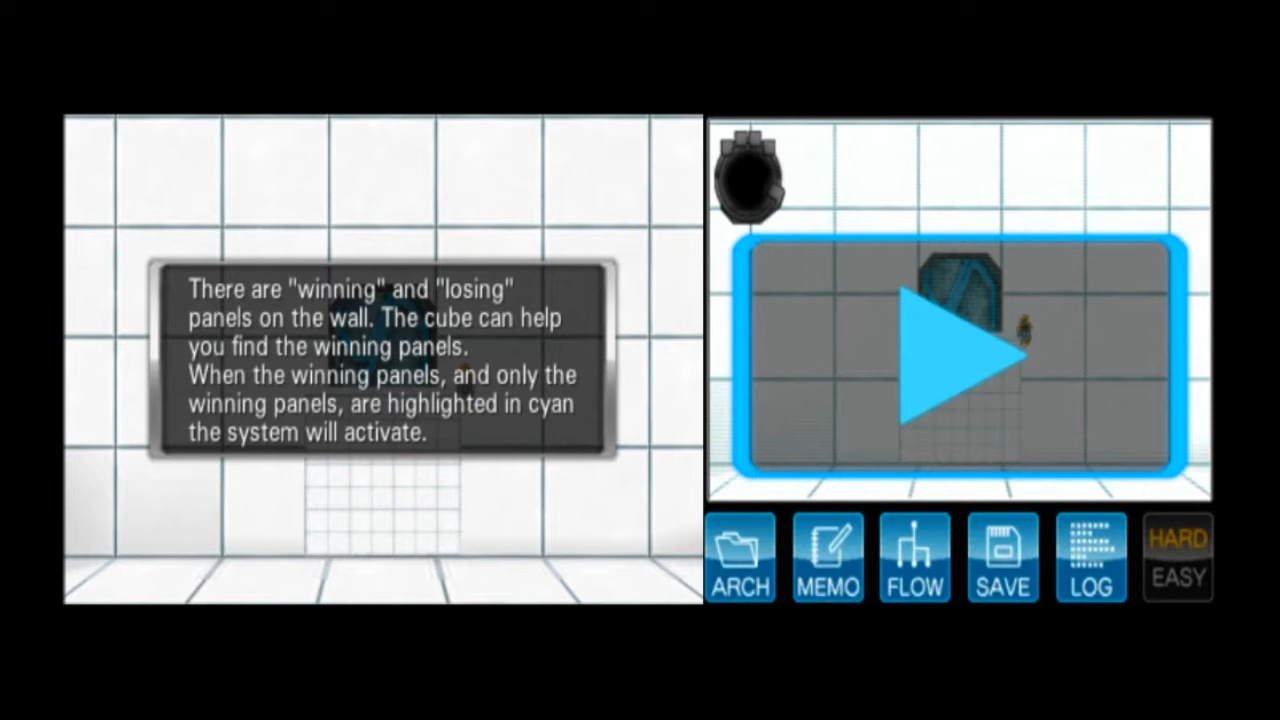 There are "winning" and "losing"
panels on the wall. The cube can help
you find the winning panels.
When the winning panels, and only the
winning panels, are highlighted in cyan
the system will activate.
ARCH
MEMO
FLOW
SAVE
LOG
HARD
EASY